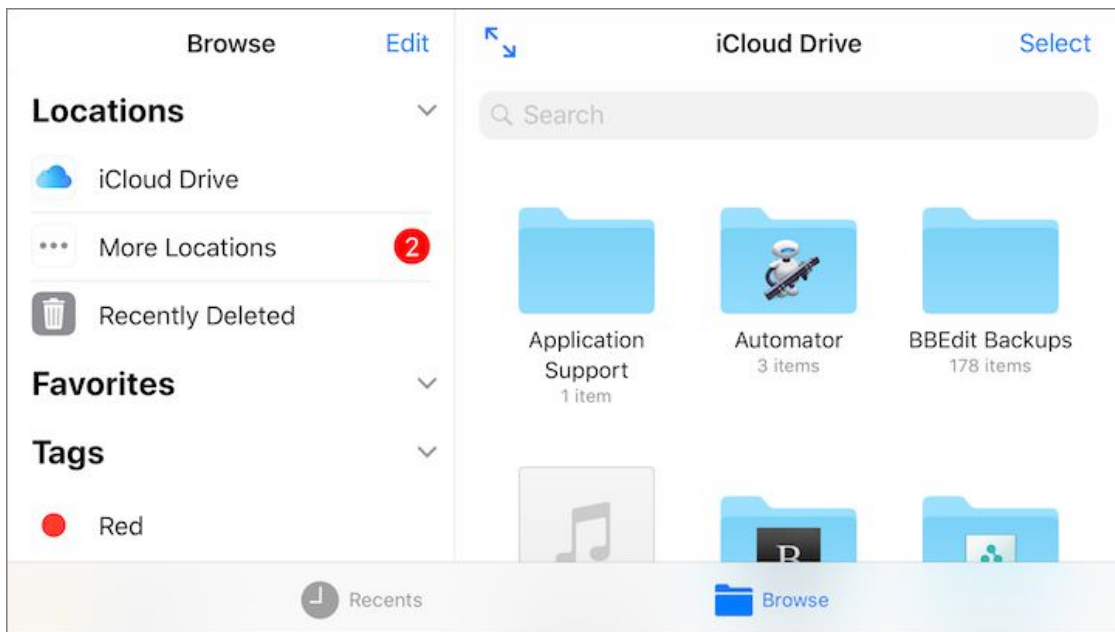 Browse
Edit
Locations
iCloud Drive
More Locations
2
Recently Deleted
Favorites
Tags
Red
iCloud Drive
Select
Search
Application
Support
1 item
Automator
3 items
BBEdit Backups
178 items
B
Recents
Browse